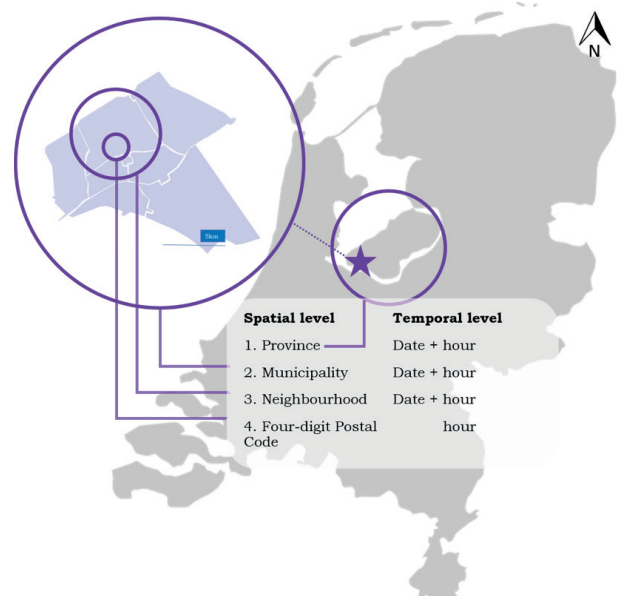 N
5km
Spatial level Temporal level
1. Province Date + hour
2. Municipality Date + hour
3. Neighbourhood Date + hour
4. Four-digit Postal hour
Code